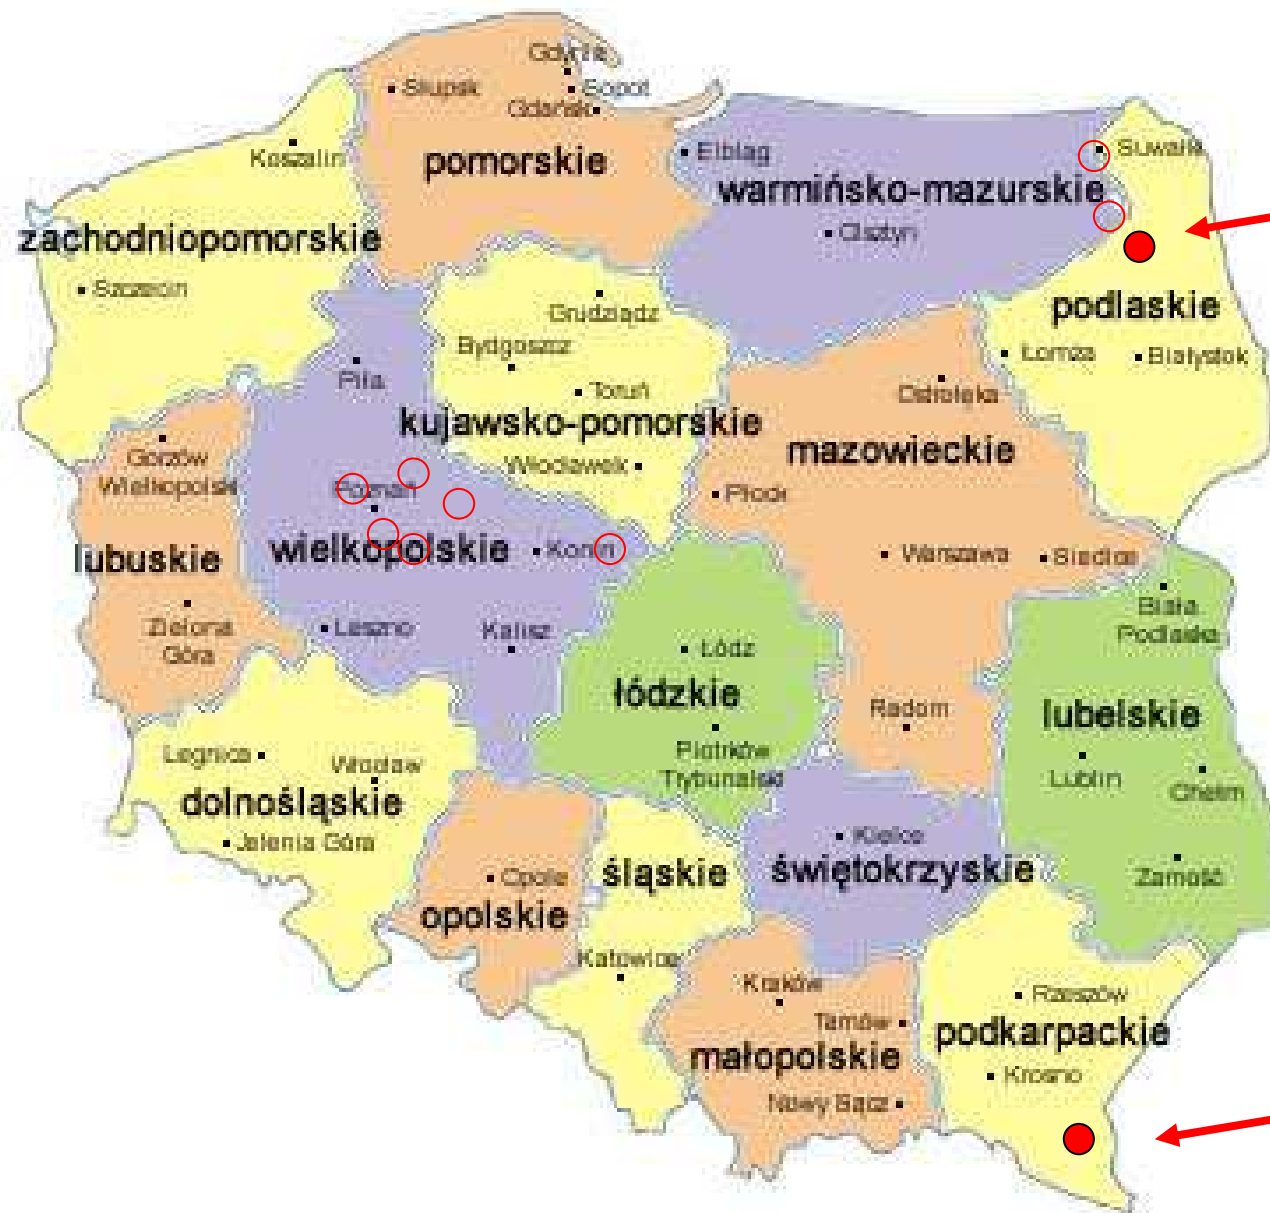 Gdynia
Słupsk
Sopot
Gdańsk
Koszalin
pomorskie
Elbląg
Suwałki
warmińsko-mazurskie
zachodniopomorskie
Olsztyn
Szczecin
podlaskie
Grudziądz
Bydgoszcz
Łomża
Białystok
Piła
Toruń
Ostrołęka
kujawsko-pomorskie
mazowieckie
Gorzów
Wielkopolski
Włocławek
Poznań
Płock
lubuskie
wielkopolskie
Konin
Warszawa
Siedlce
Biała
Podlaska
Zielona
Góra
Leszno
Kalisz
Łódź
łódzkie
Radom
lubelskie
Legnica
Wrocław
Piotrków
Trybunalski
Lublin
Chełm
dolnośląskie
Jelenia Góra
Kielce
świętokrzyskie
śląskie
Opole
opolskie
Zamość
Katowice
Kraków
Rzeszów
Tarnów
podkarpackie
małopolskie
Krosno
Nowy Sącz